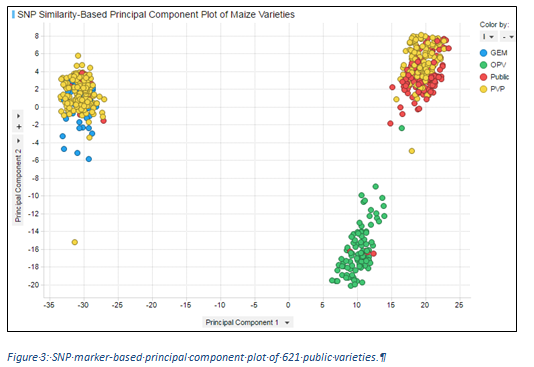 SNP Similarity-Based Principal Component Plot of Maize Varieties
Color by:
GEM
OPV
Public
PVP
Principal Component 2
8
6
4
2
0
-2
-4
-6
-8
-10
-12
-14
-16
-18
-20
-35 -30 -25 -20 -15 -10 -5 0 5 10 15 20 25
Principal Component 1
Figure 3: SNP marker-based principal component plot of 621 public varieties.¶